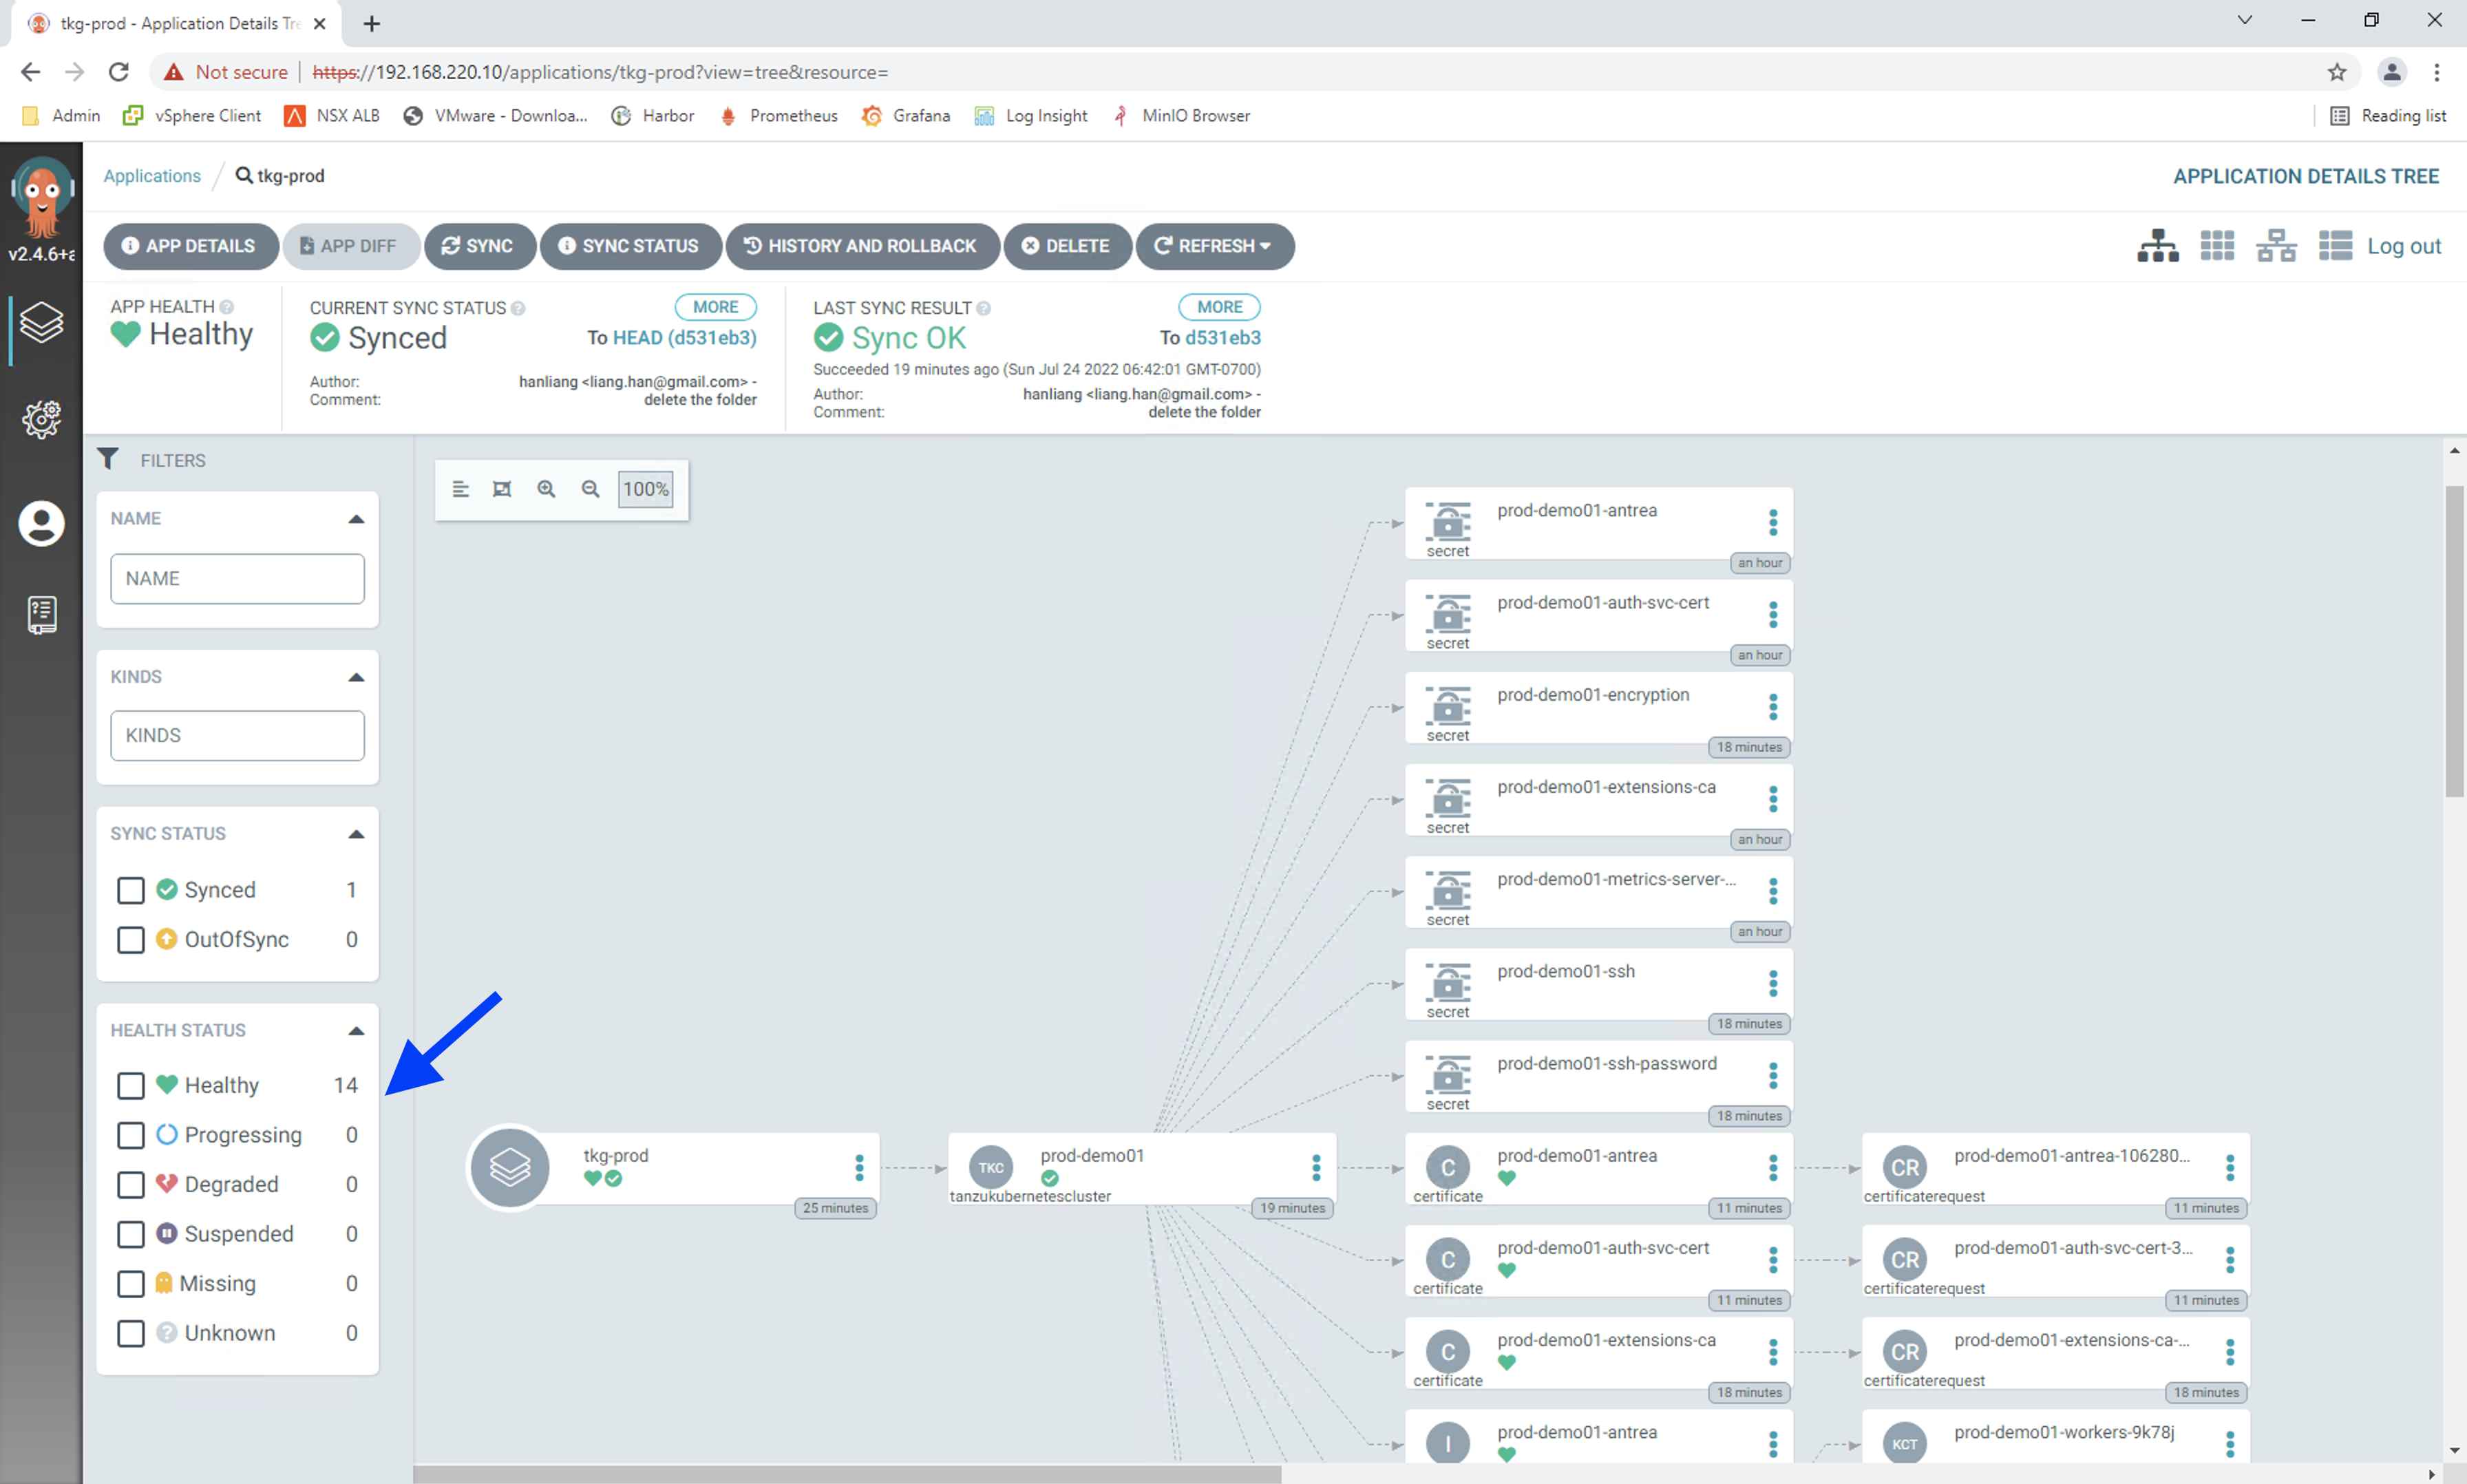 tkg-prod - Application Details Tre
Not secure
https://192.168.220.10/applications/tkg-prod?view=tree&resource=
Admin
vSphere Client
NSX ALB
VMware - Downloa...
Harbor
Prometheus
Grafana
Log Insight
MinIO Browser
Reading list
v2.4.6+a
Applications / tkg-prod
APPLICATION DETAILS TREE
APP DETAILS
APP DIFF
SYNC
SYNC STATUS
HISTORY AND ROLLBACK
DELETE
REFRESH
Log out
APP HEALTH
Healthy
CURRENT SYNC STATUS
MORE
Synced
To HEAD (d531eb3)
Author:
hanliang <liang.han@gmail.com> -
Comment:
delete the folder
LAST SYNC RESULT
MORE
Sync OK
To d531eb3
Succeeded 19 minutes ago (Sun Jul 24 2022 06:42:01 GMT-0700)
Author:
hanliang <liang.han@gmail.com> -
Comment:
delete the folder
FILTERS
NAME
NAME
KINDS
KINDS
SYNC STATUS
Synced 1
OutOfSync 0
HEALTH STATUS
Healthy 14
Progressing 0
Degraded 0
Suspended 0
Missing 0
Unknown 0
100%
tkg-prod
25 minutes
TKC
prod-demo01
tanzukubernetescluster
19 minutes
prod-demo01-antrea
secret
an hour
prod-demo01-auth-svc-cert
secret
an hour
prod-demo01-encryption
secret
18 minutes
prod-demo01-extensions-ca
secret
an hour
prod-demo01-metrics-server-...
secret
an hour
prod-demo01-ssh
secret
18 minutes
prod-demo01-ssh-password
secret
18 minutes
C
prod-demo01-antrea
certificate
11 minutes
CR
prod-demo01-antrea-106280...
certificaterequest
11 minutes
C
prod-demo01-auth-svc-cert
certificate
11 minutes
CR
prod-demo01-auth-svc-cert-3...
certificaterequest
11 minutes
C
prod-demo01-extensions-ca
certificate
18 minutes
CR
prod-demo01-extensions-ca-...
certificaterequest
18 minutes
I
prod-demo01-antrea
KCT
prod-demo01-workers-9k78j